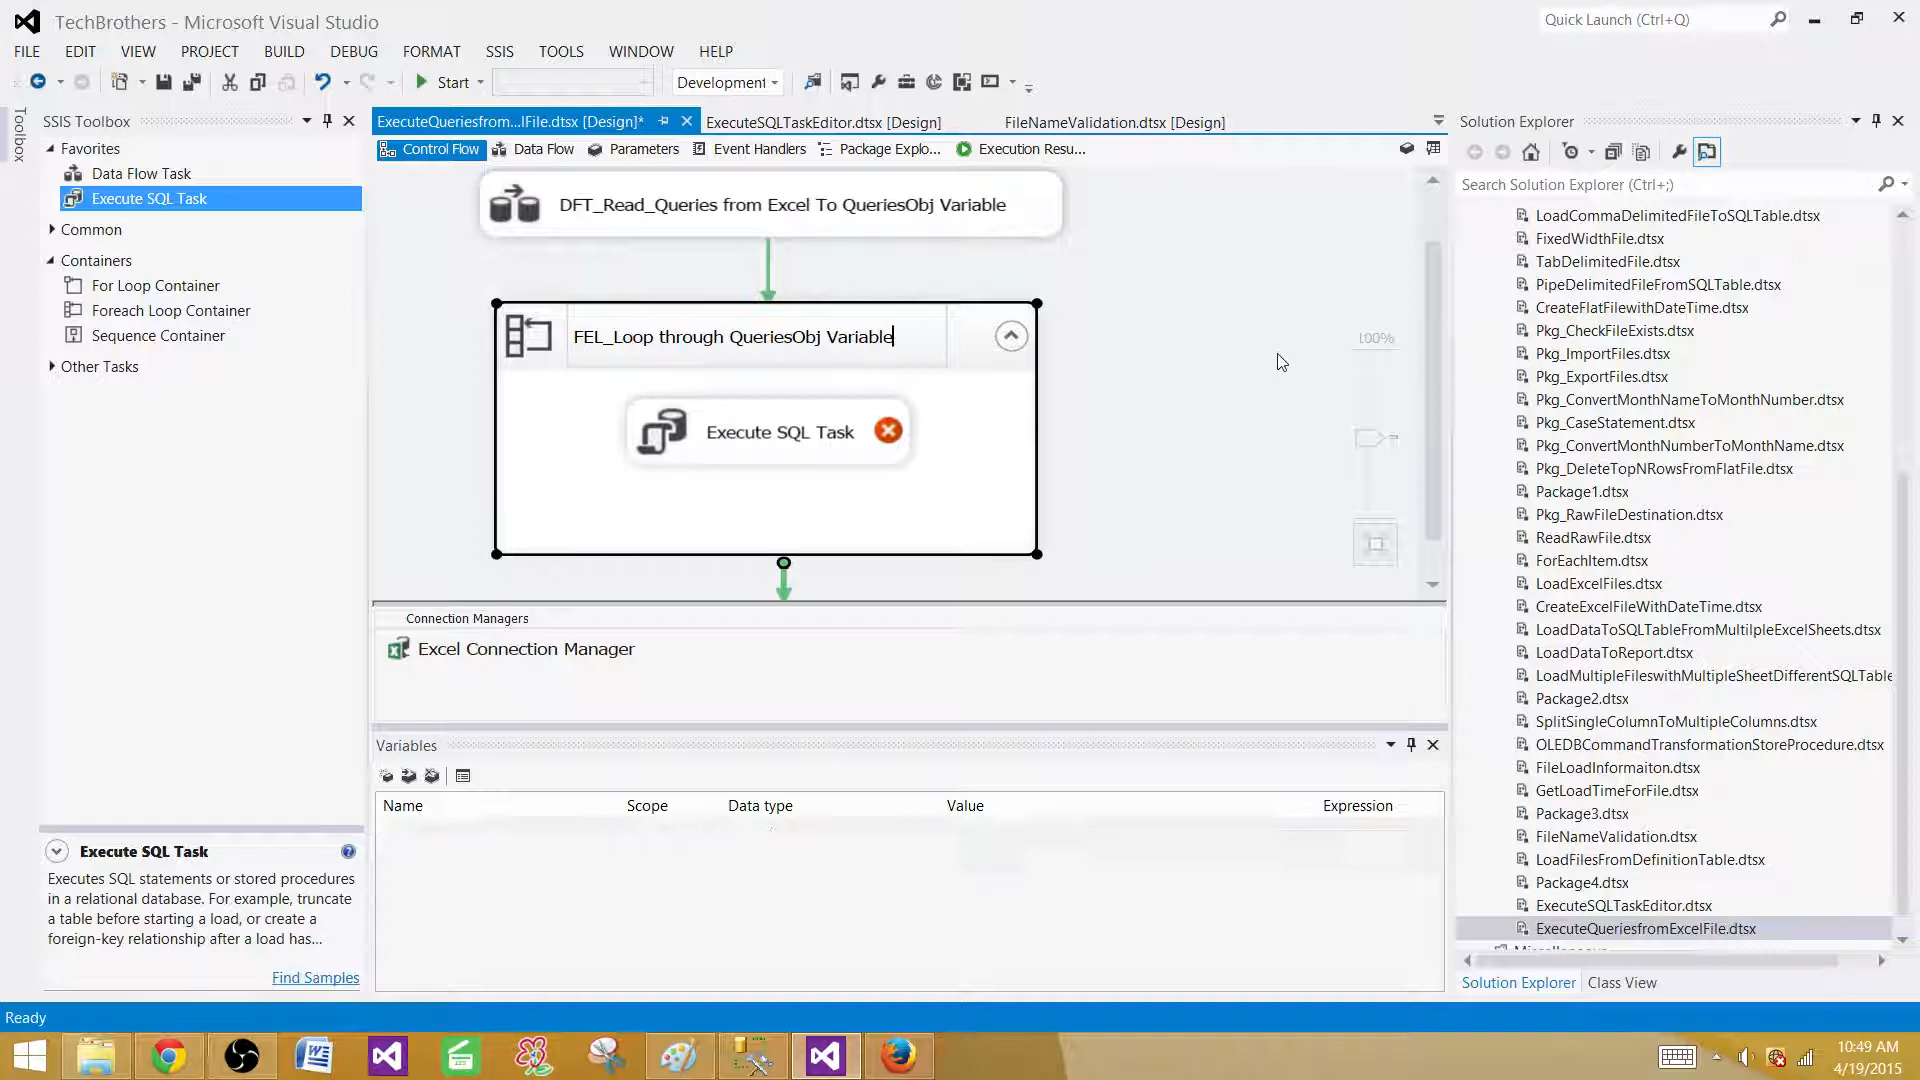 TechBrothers - Microsoft Visual Studio
Quick Launch (Ctrl+Q)
FILE EDIT VIEW PROJECT BUILD DEBUG FORMAT SSIS TOOLS WINDOW HELP
Start
Development
Toolbox
SSIS Toolbox
Favorites
Data Flow Task
Execute SQL Task
Common
Containers
For Loop Container
Foreach Loop Container
Sequence Container
Other Tasks
Execute SQL Task
Executes SQL statements or stored procedures
in a relational database. For example, truncate
a table before starting a load, or create a
foreign-key relationship after a load has...
Find Samples
ExecuteQueriesfrom...lFile.dtsx [Design]*
ExecuteSQLTaskEditor.dtsx [Design]
FileNameValidation.dtsx [Design]
Control Flow
Data Flow
Parameters
Event Handlers
Package Explo...
Execution Resu...
DFT_Read_Queries from Excel To QueriesObj Variable
FEL_Loop through QueriesObj Variable
Execute SQL Task
100%
Connection Managers
Excel Connection Manager
Variables
Name Scope Data type Value Expression
Solution Explorer
Search Solution Explorer (Ctrl+;)
LoadCommaDelimitedFileToSQLTable.dtsx
FixedWidthFile.dtsx
TabDelimitedFile.dtsx
PipeDelimitedFileFromSQLTable.dtsx
CreateFlatFilewithDateTime.dtsx
Pkg_CheckFileExists.dtsx
Pkg_ImportFiles.dtsx
Pkg_ExportFiles.dtsx
Pkg_ConvertMonthNameToMonthNumber.dtsx
Pkg_CaseStatement.dtsx
Pkg_ConvertMonthNumberToMonthName.dtsx
Pkg_DeleteTopNRowsFromFlatFile.dtsx
Package1.dtsx
Pkg_RawFileDestination.dtsx
ReadRawFile.dtsx
ForEachItem.dtsx
LoadExcelFiles.dtsx
CreateExcelFileWithDateTime.dtsx
LoadDataToSQLTableFromMultilpleExcelSheets.dtsx
LoadDataToReport.dtsx
LoadMultipleFileswithMultipleSheetDifferentSQLTable
Package2.dtsx
SplitSingleColumnToMultipleColumns.dtsx
OLEDBCommandTransformationStoreProcedure.dtsx
FileLoadInformaiton.dtsx
GetLoadTimeForFile.dtsx
Package3.dtsx
FileNameValidation.dtsx
LoadFilesFromDefinitionTable.dtsx
Package4.dtsx
ExecuteSQLTaskEditor.dtsx
ExecuteQueriesfromExcelFile.dtsx
Solution Explorer Class View
Ready
10:49 AM
4/19/2015